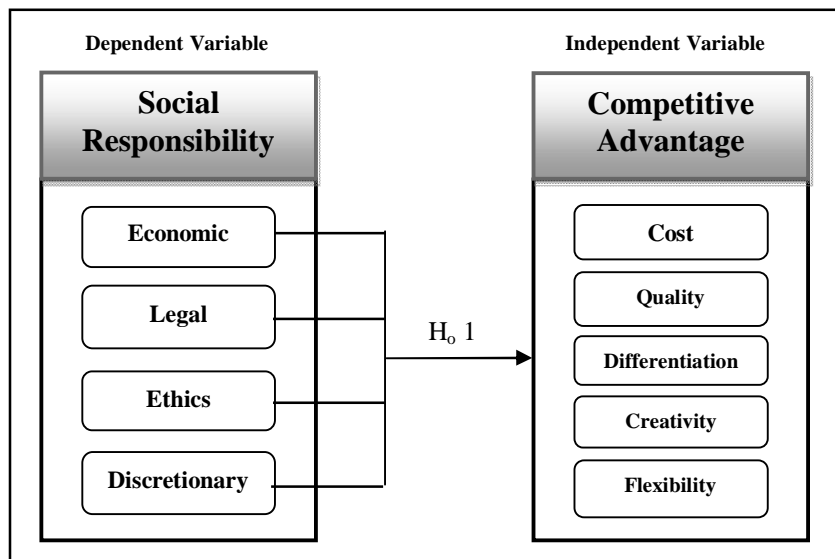 Dependent Variable
Social
Responsibility
Economic
Legal
Ethics
Discretionary
Hₒ 1
Independent Variable
Competitive
Advantage
Cost
Quality
Differentiation
Creativity
Flexibility